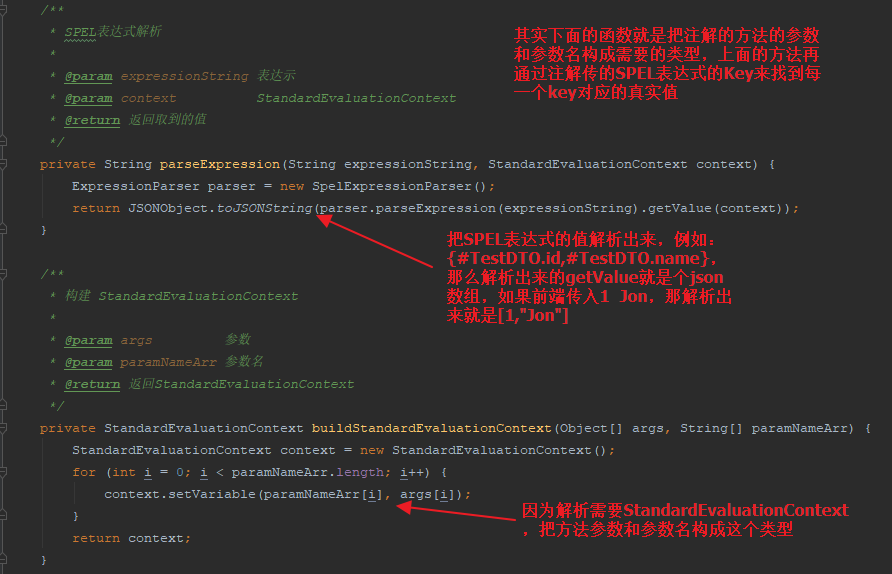 /**
* SPEL表达式解析
*
* @param expressionString 表达示
* @param context StandardEvaluationContext
* @return 返回取到的值
*/
private String parseExpression(String expressionString, StandardEvaluationContext context) {
ExpressionParser parser = new SpelExpressionParser();
return JSONObject.toJSONString(parser.parseExpression(expressionString).getValue(context));
}
其实下面的函数就是把注解的方法的参数
和参数名构成需要的类型，上面的方法再
通过注解传的SPEL表达式的Key来找到每
一个key对应的真实值
把SPEL表达式的值解析出来，例如：
{#TestDTO.id,#TestDTO.name}，
那么解析出来的getValue就是个json
数组，如果前端传入1 Jon，那解析出
来就是[1,"Jon"]
/**
* 构建 StandardEvaluationContext
*
* @param args 参数
* @param paramNameArr 参数名
* @return 返回StandardEvaluationContext
*/
private StandardEvaluationContext buildStandardEvaluationContext(Object[] args, String[] paramNameArr) {
StandardEvaluationContext context = new StandardEvaluationContext();
for (int i = 0; i < paramNameArr.length; i++) {
context.setVariable(paramNameArr[i], args[i]);
}
return context;
}
因为解析需要StandardEvaluationContext
，把方法参数和参数名构成这个类型